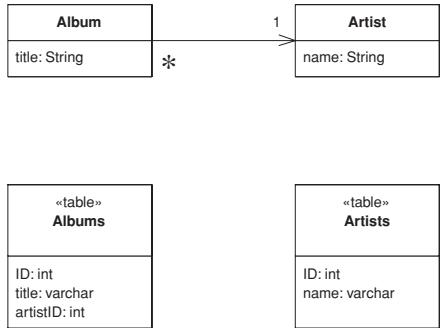 Album
1
Artist
title: String
*
name: String
«table»
Albums
«table»
Artists
ID: int
title: varchar
artistID: int
ID: int
name: varchar